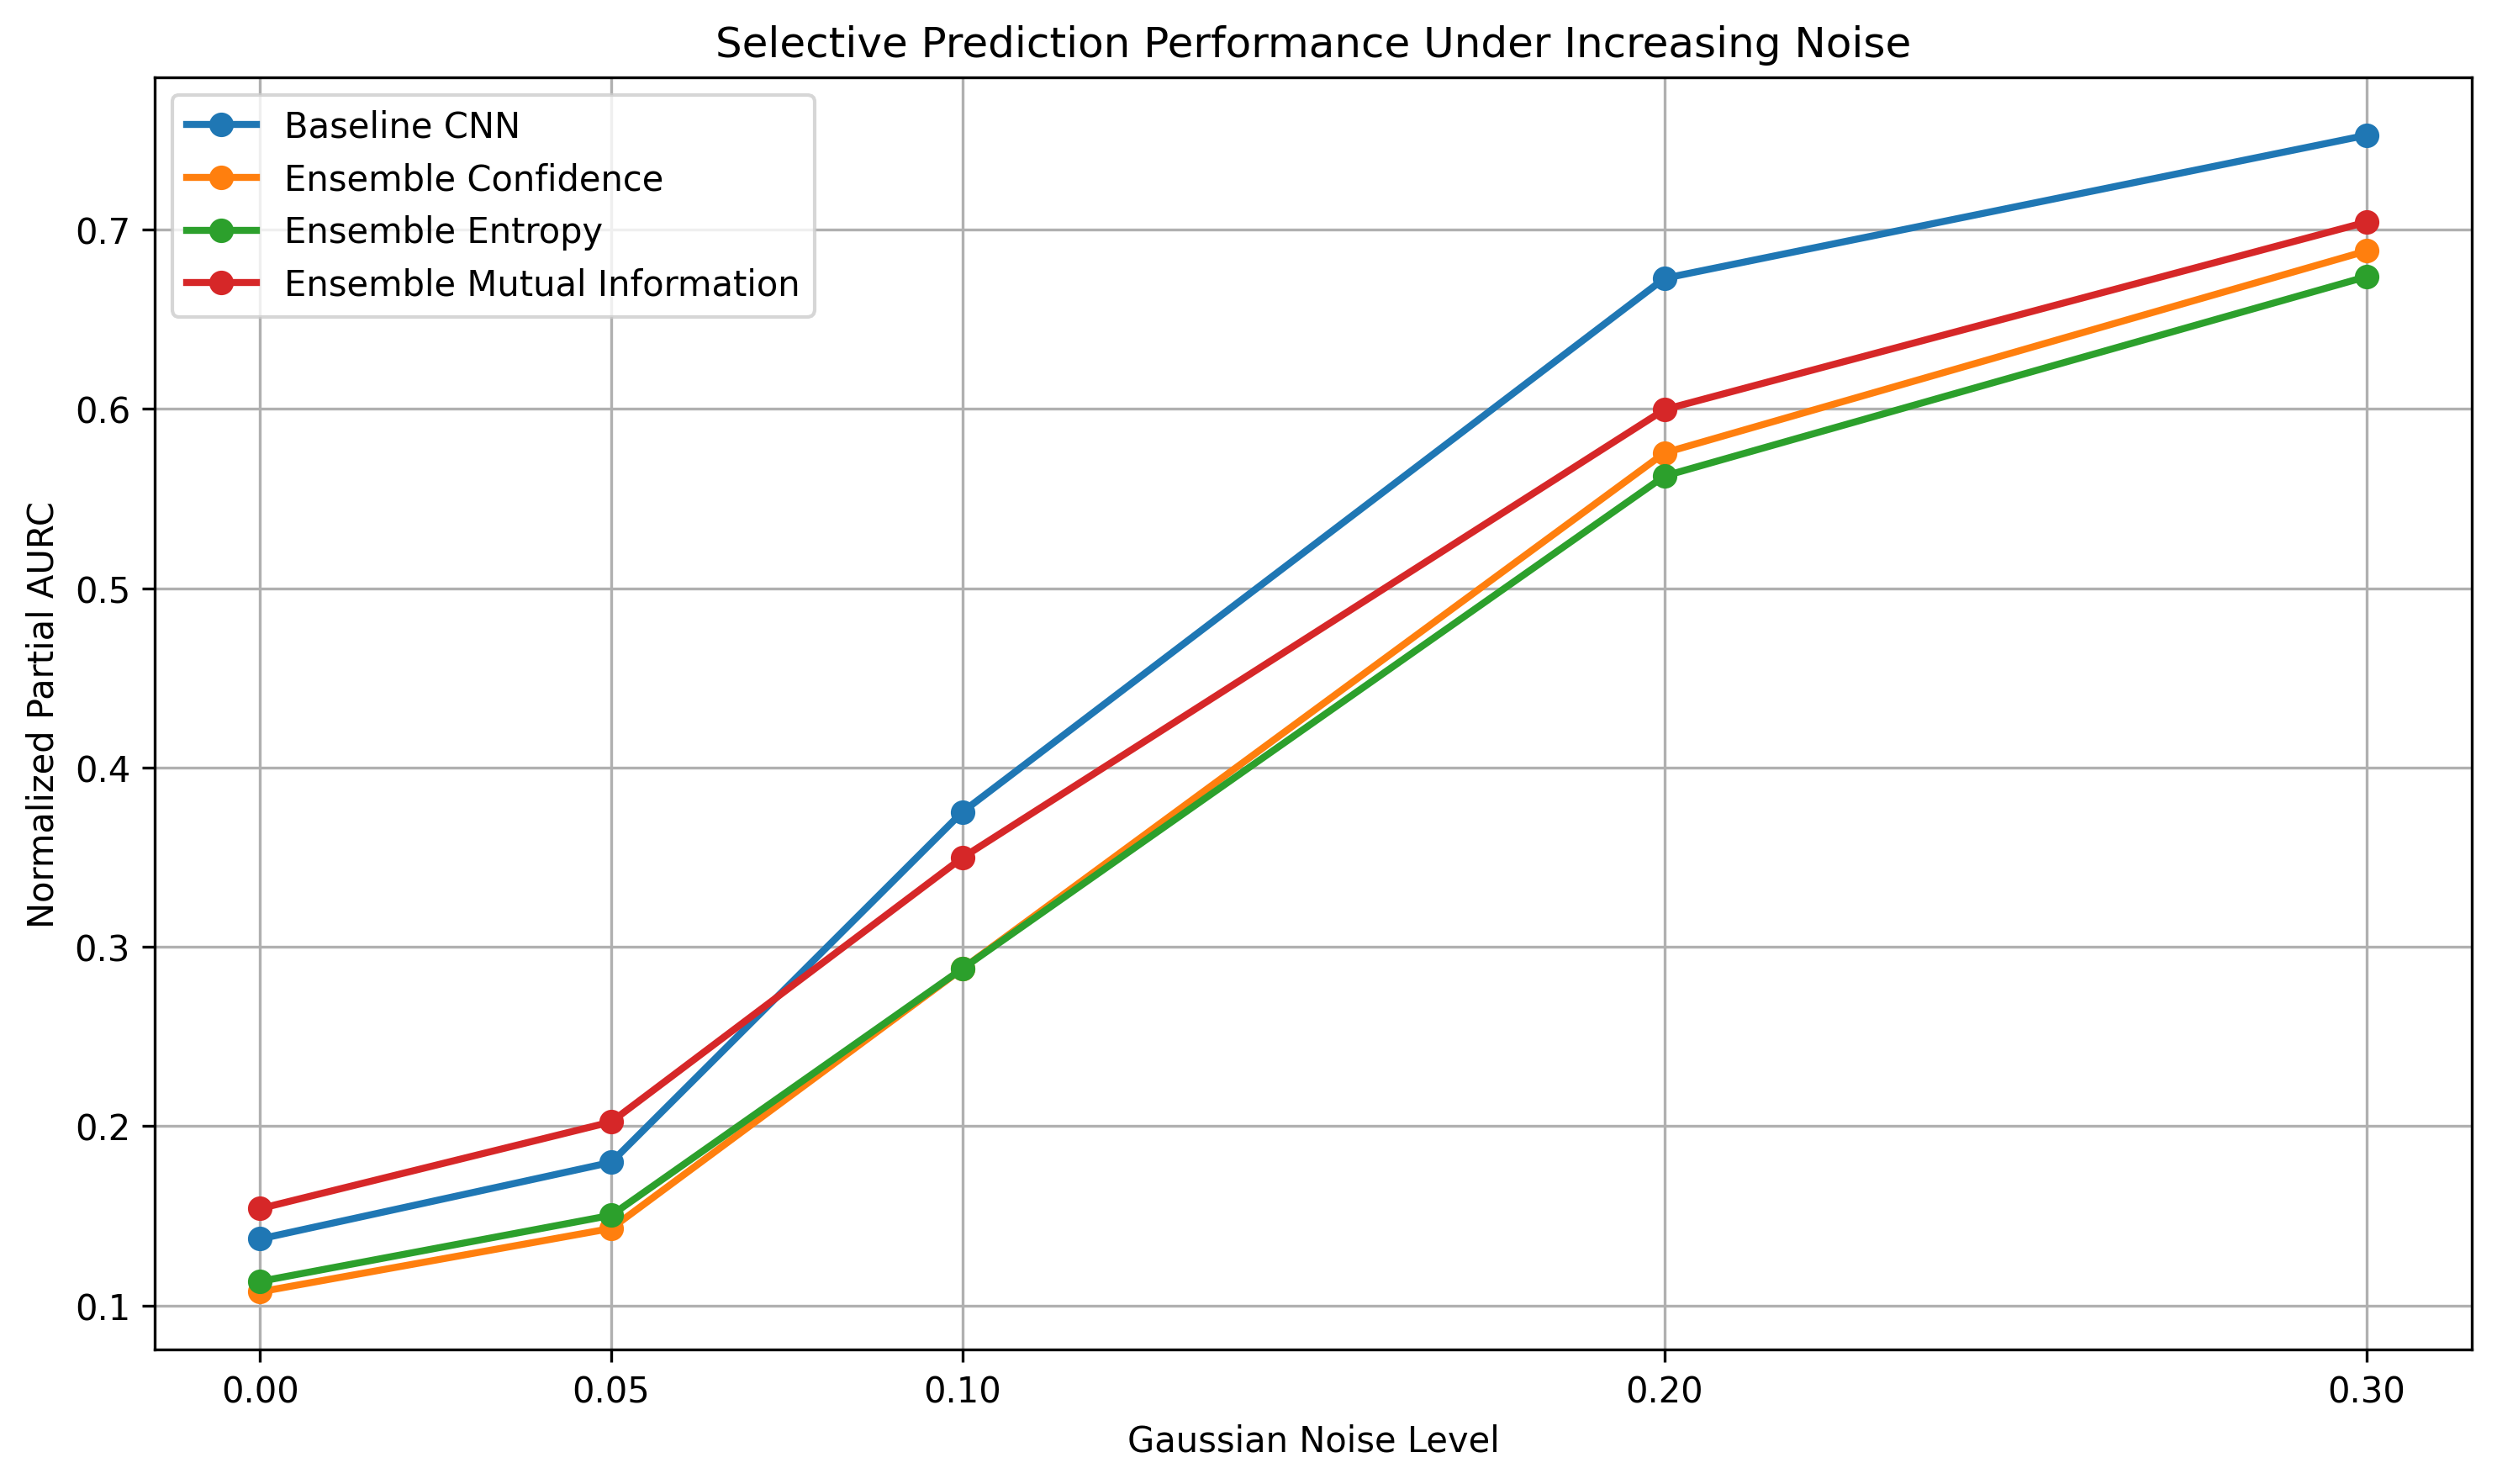 Selective Prediction Performance Under Increasing Noise
Baseline CNN
Ensemble Confidence
Ensemble Entropy
Ensemble Mutual Information
Normalized Partial AURC
0.7
0.6
0.5
0.4
0.3
0.2
0.1
0.00 0.05 0.10 0.20 0.30
Gaussian Noise Level